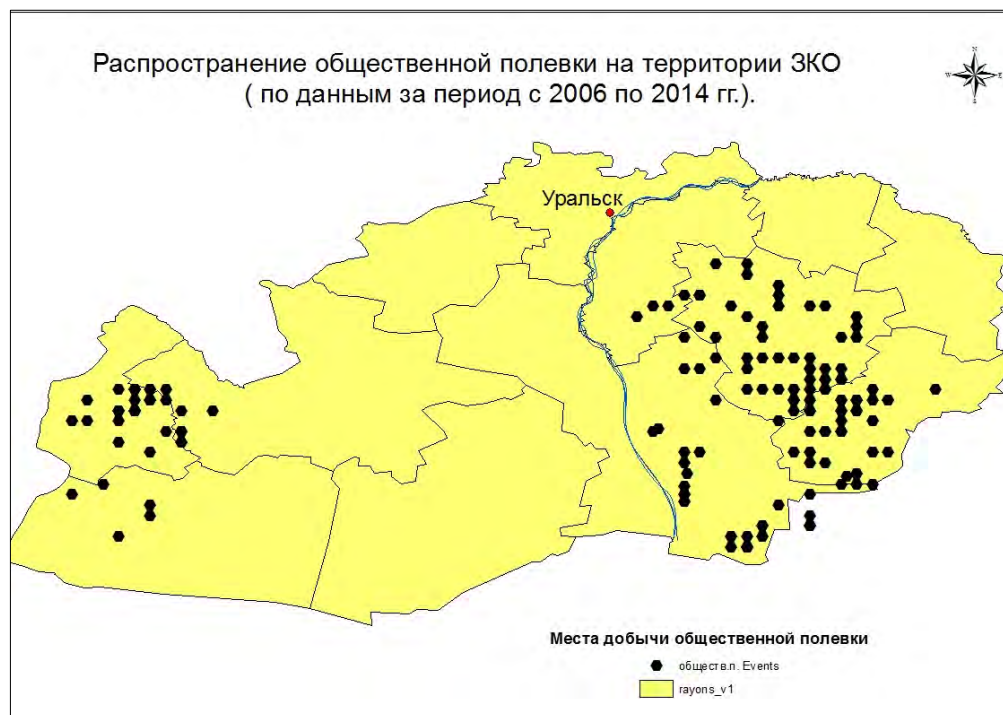 Распространение общественной полевки на территории ЗКО
( по данным за период с 2006 по 2014 гг.).
N
W
E
S
Уральск
Места добычи общественной полевки
обществ.п. Events
rayons_v1